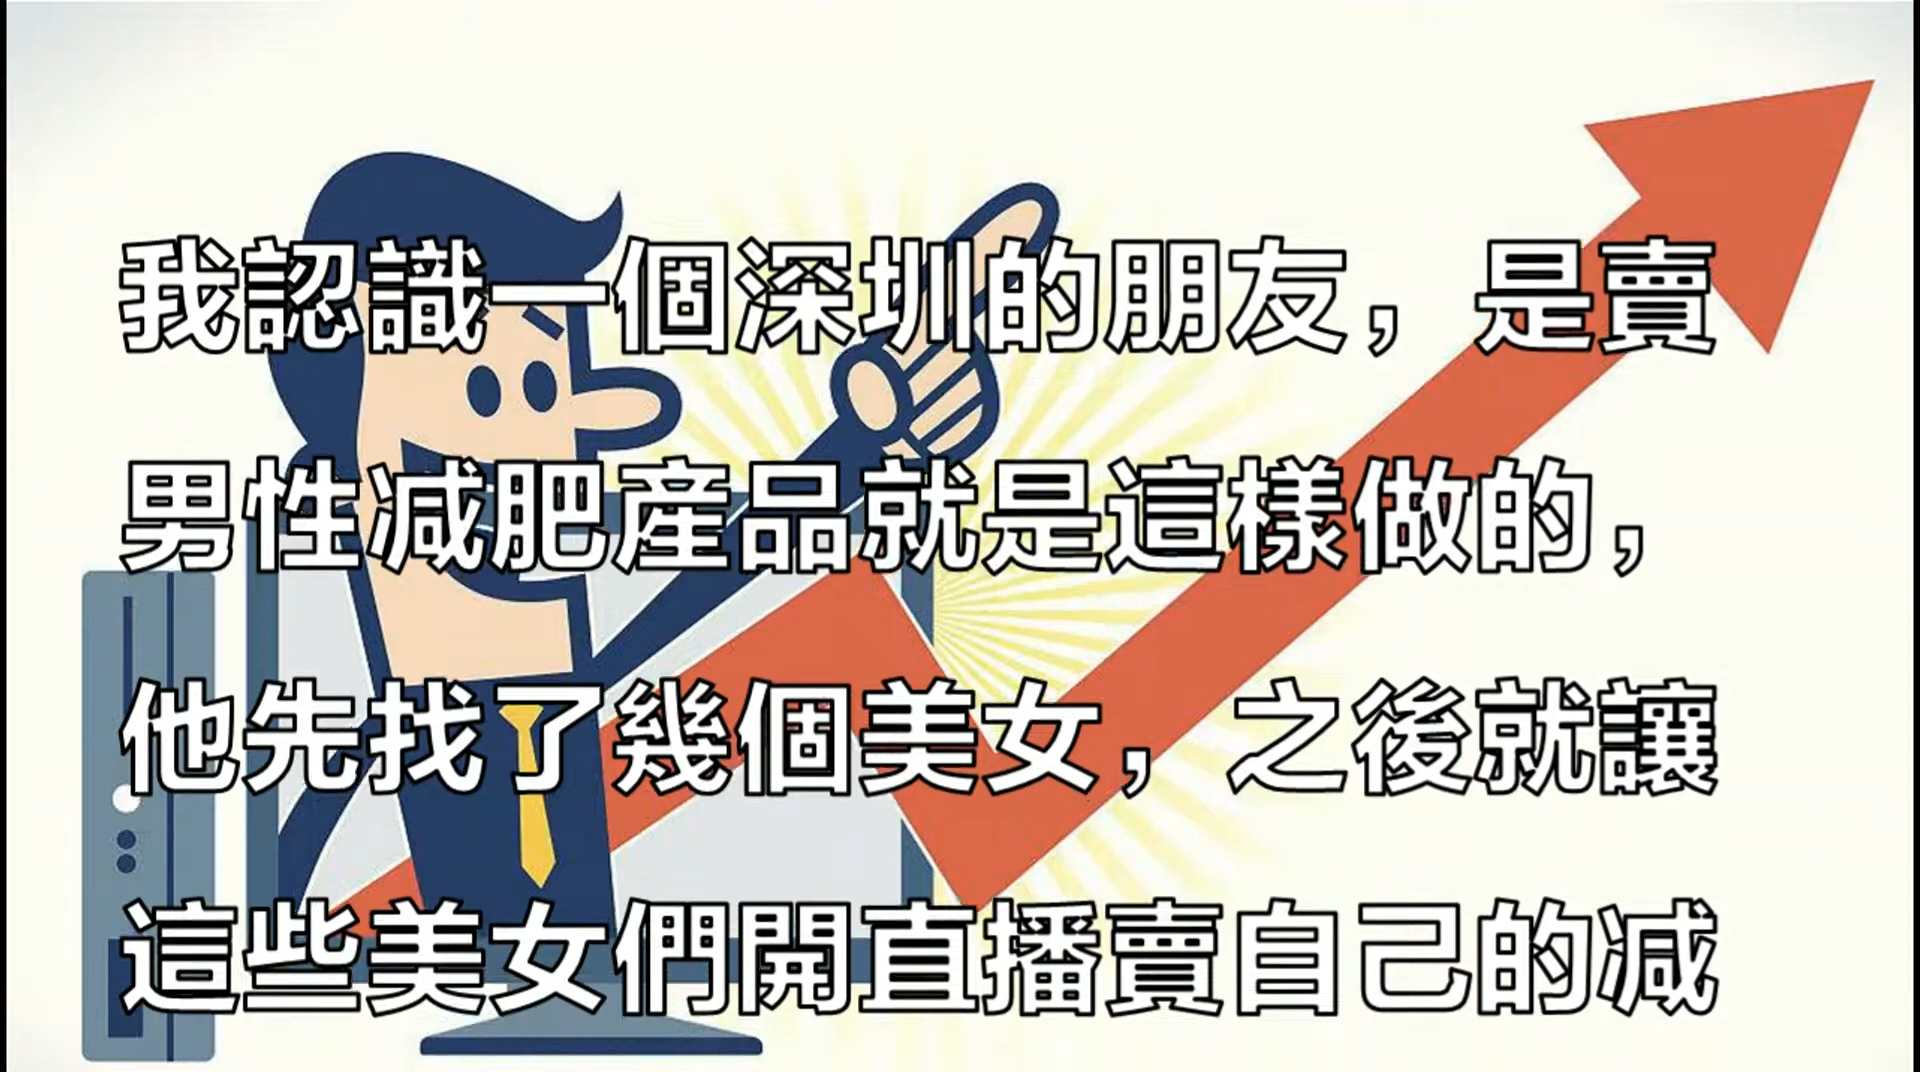 我認識一個深圳的朋友，是賣
男性减肥產品就是這樣做的，
他先找了幾個美女，之後就讓
這些美女們開直播賣自己的减